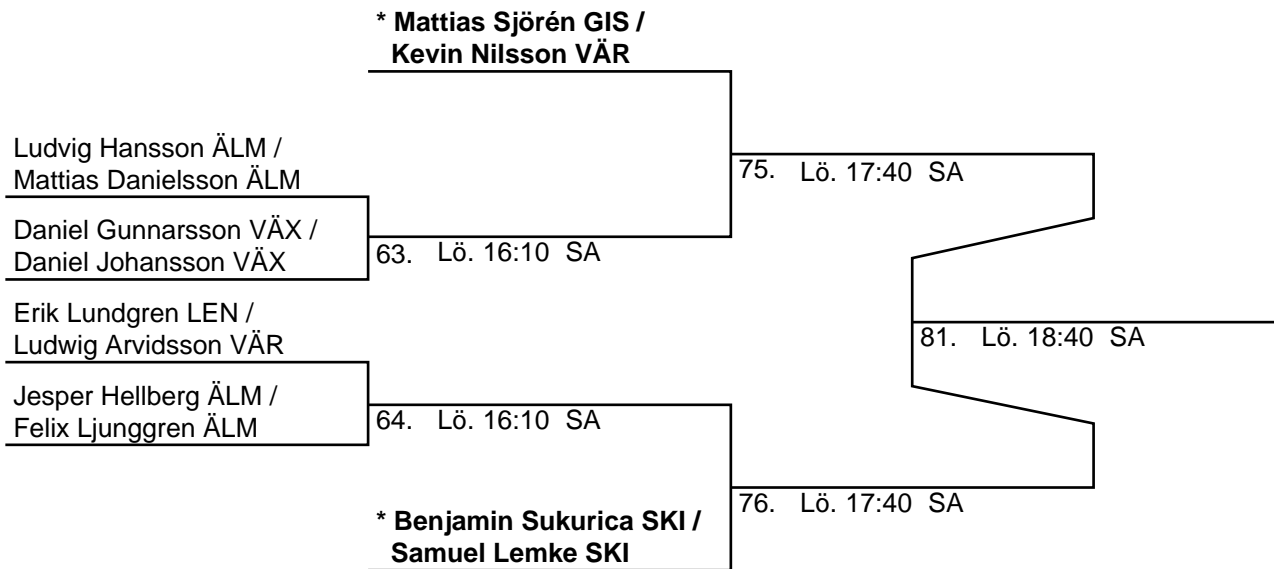 * Mattias Sjörén GIS /
Kevin Nilsson VÄR
Ludvig Hansson ÄLM /
Mattias Danielsson ÄLM
75. Lö. 17:40 SA
Daniel Gunnarsson VÄX /
Daniel Johansson VÄX
63. Lö. 16:10 SA
Erik Lundgren LEN /
Ludwig Arvidsson VÄR
81. Lö. 18:40 SA
Jesper Hellberg ÄLM /
Felix Ljunggren ÄLM
64. Lö. 16:10 SA
76. Lö. 17:40 SA
* Benjamin Sukurica SKI /
Samuel Lemke SKI